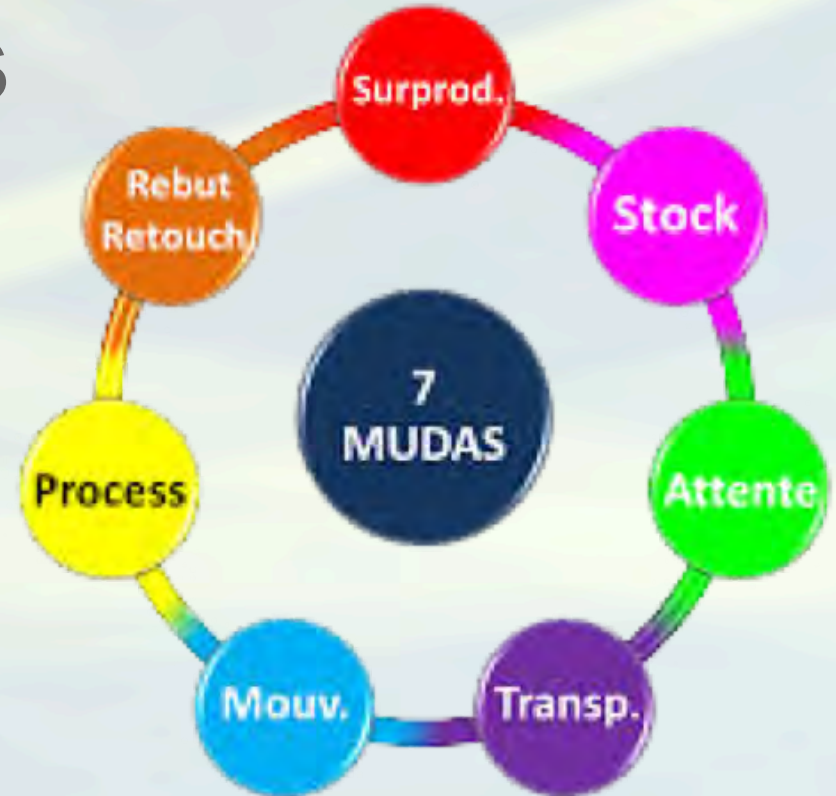 Surprod.
Stock
Attente
Transp.
Mouv.
Process
Rebut
Retouch
7
MUDAS